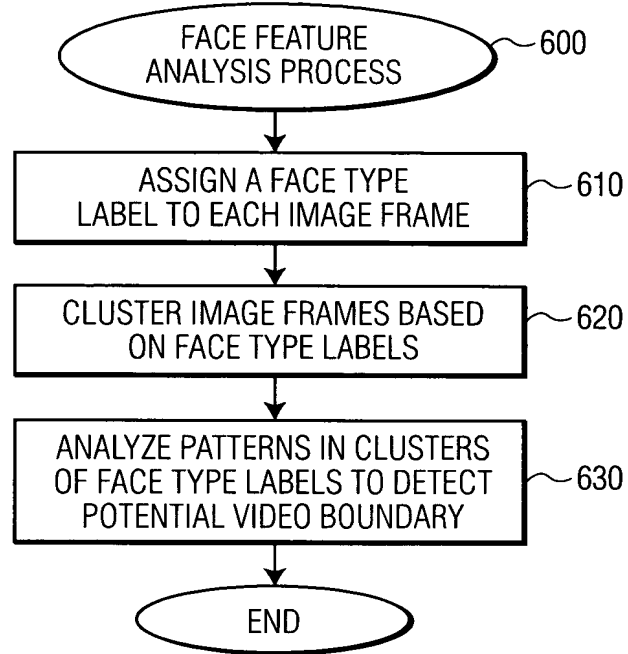 FACE FEATURE
ANALYSIS PROCESS
600
ASSIGN A FACE TYPE
LABEL TO EACH IMAGE FRAME
610
CLUSTER IMAGE FRAMES BASED
ON FACE TYPE LABELS
620
ANALYZE PATTERNS IN CLUSTERS
OF FACE TYPE LABELS TO DETECT
POTENTIAL VIDEO BOUNDARY
630
END